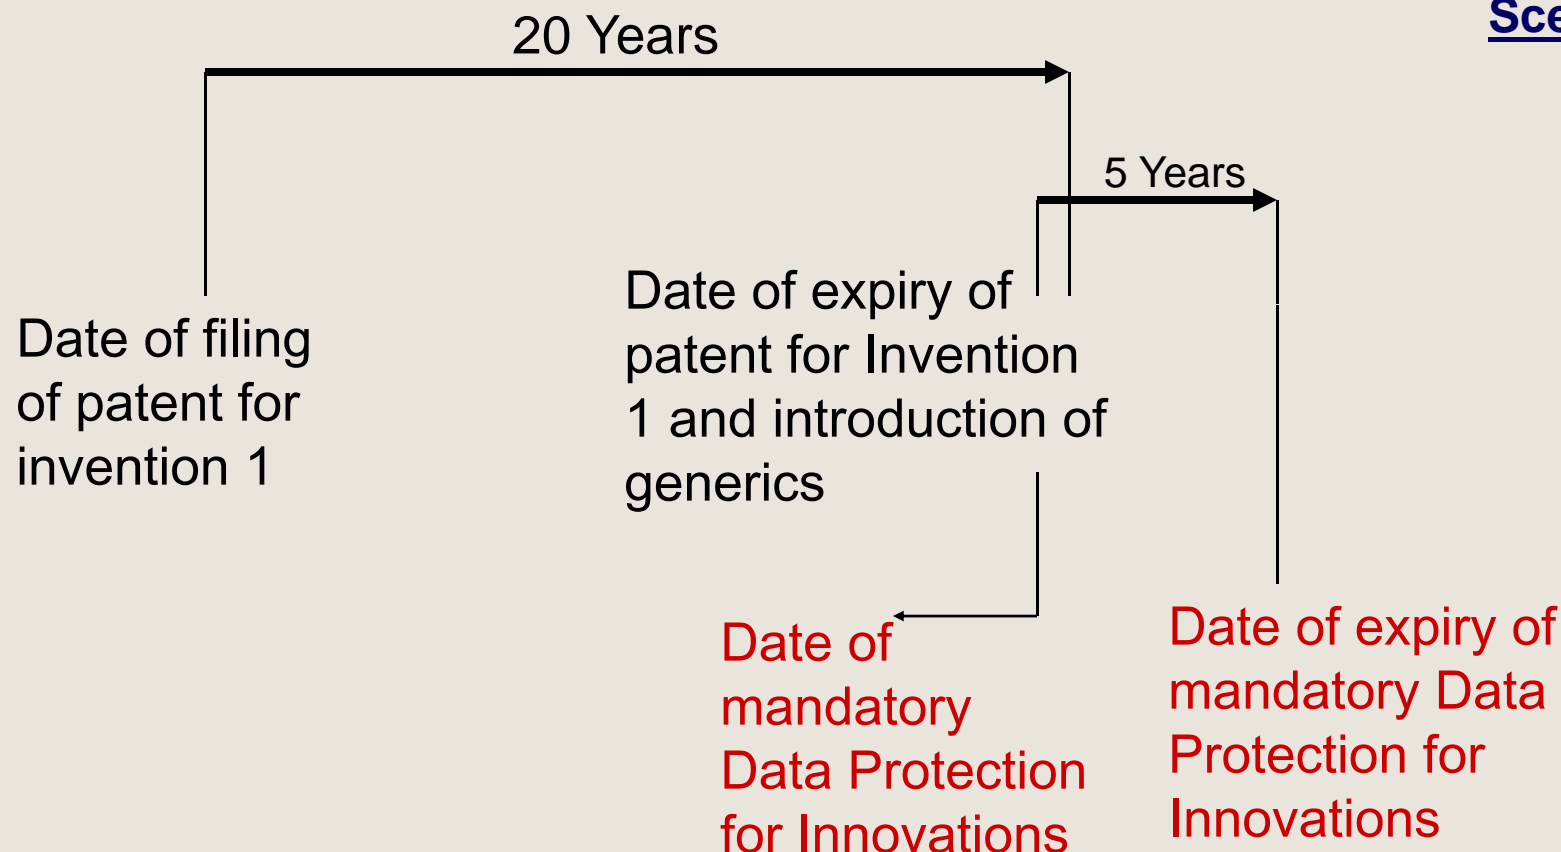 20 Years
5 Years
Date of filing
of patent for
invention 1
Date of expiry of
patent for Invention
1 and introduction of
generics
Date of
mandatory
Data Protection
for Innovations
Date of expiry of
mandatory Data
Protection for
Innovations